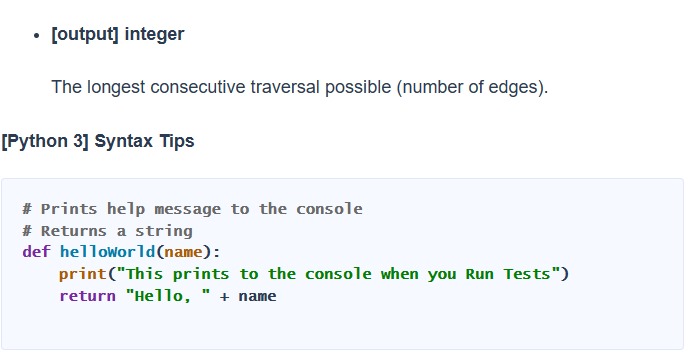 • [output] integer
The longest consecutive traversal possible (number of edges).
[Python 3] Syntax Tips
# Prints help message to the console
# Returns a string
def helloWorld(name):
    print("This prints to the console when you Run Tests")
    return "Hello, " + name